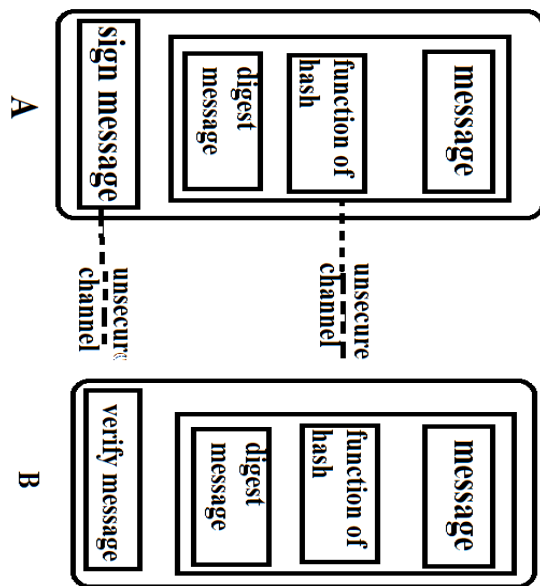 message
function of
hash
digest
message
sign message
A
unsecure
channel
unsecure
channel
message
function of
hash
digest
message
verify message
B